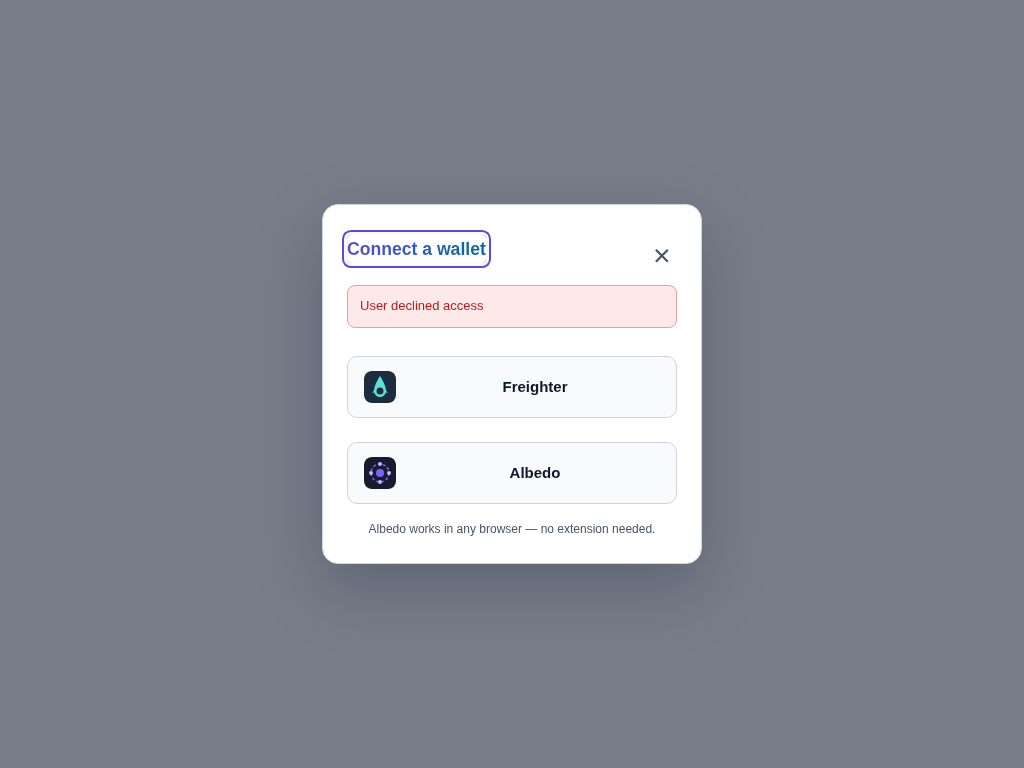 Connect a wallet
User declined access
Freighter
Albedo
Albedo works in any browser — no extension needed.